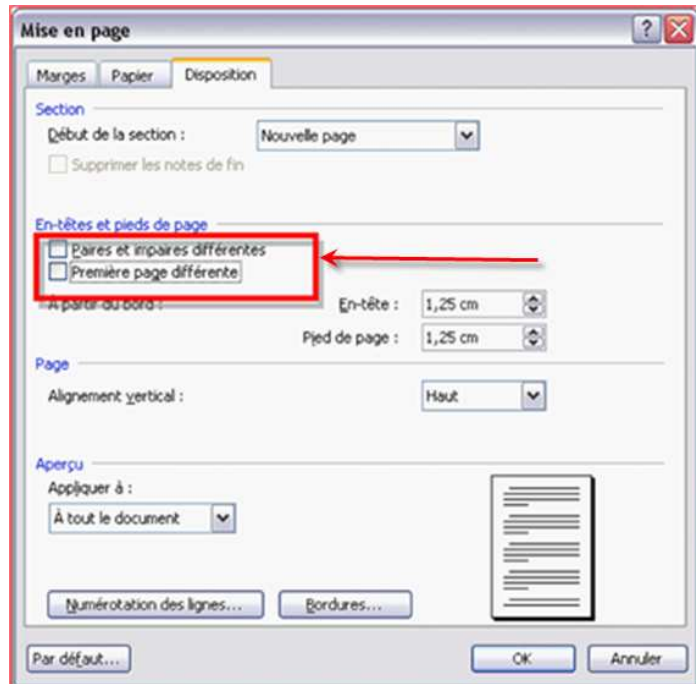 Mise en page
Marges Papier Disposition
Section
Début de la section : Nouvelle page
Supprimer les notes de fin
En-têtes et pieds de page
Paires et impaires différentes
Première page différente
À partir du bord : En-tête : 1,25 cm
Pied de page : 1,25 cm
Page
Alignement vertical : Haut
Aperçu
Appliquer à :
À tout le document
Numérotation des lignes... Bordures...
Par défaut... OK Annuler